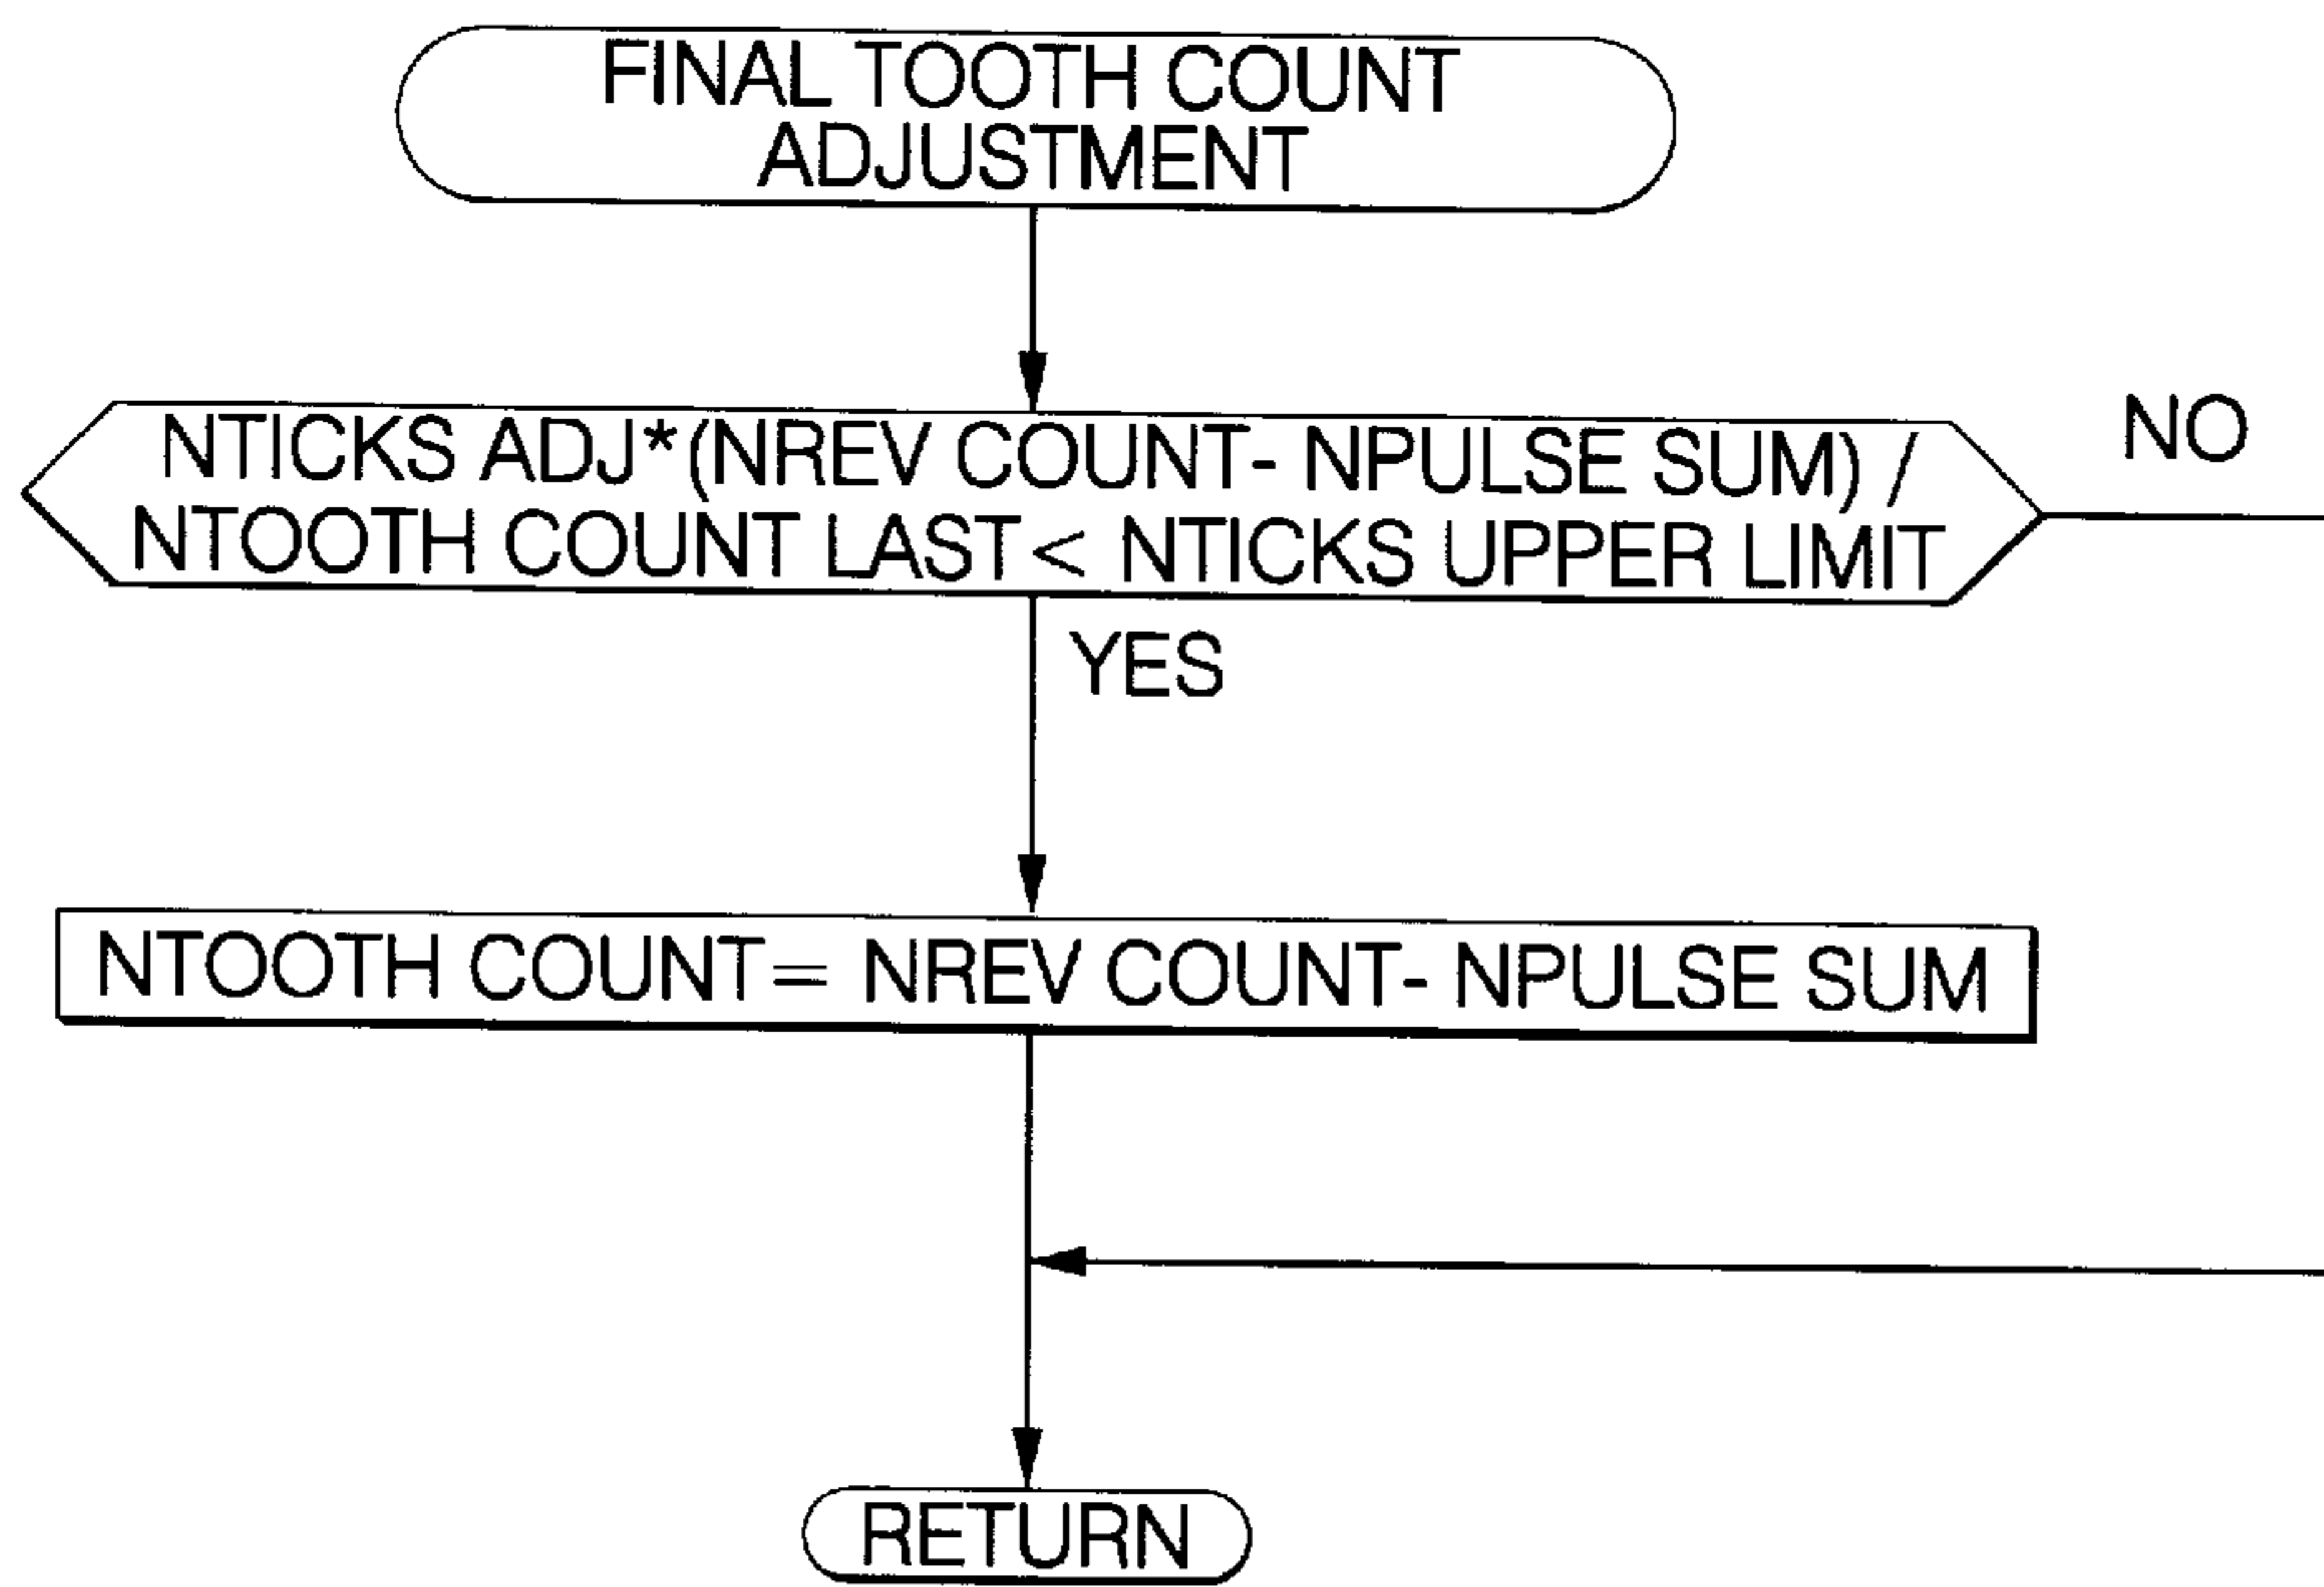 FINAL TOOTH COUNT
ADJUSTMENT
NTICKS ADJ*(NREV COUNT- NPULSE SUM) /
NTOOTH COUNT LAST< NTICKS UPPER LIMIT
NO
YES
NTOOTH COUNT= NREV COUNT- NPULSE SUM
RETURN